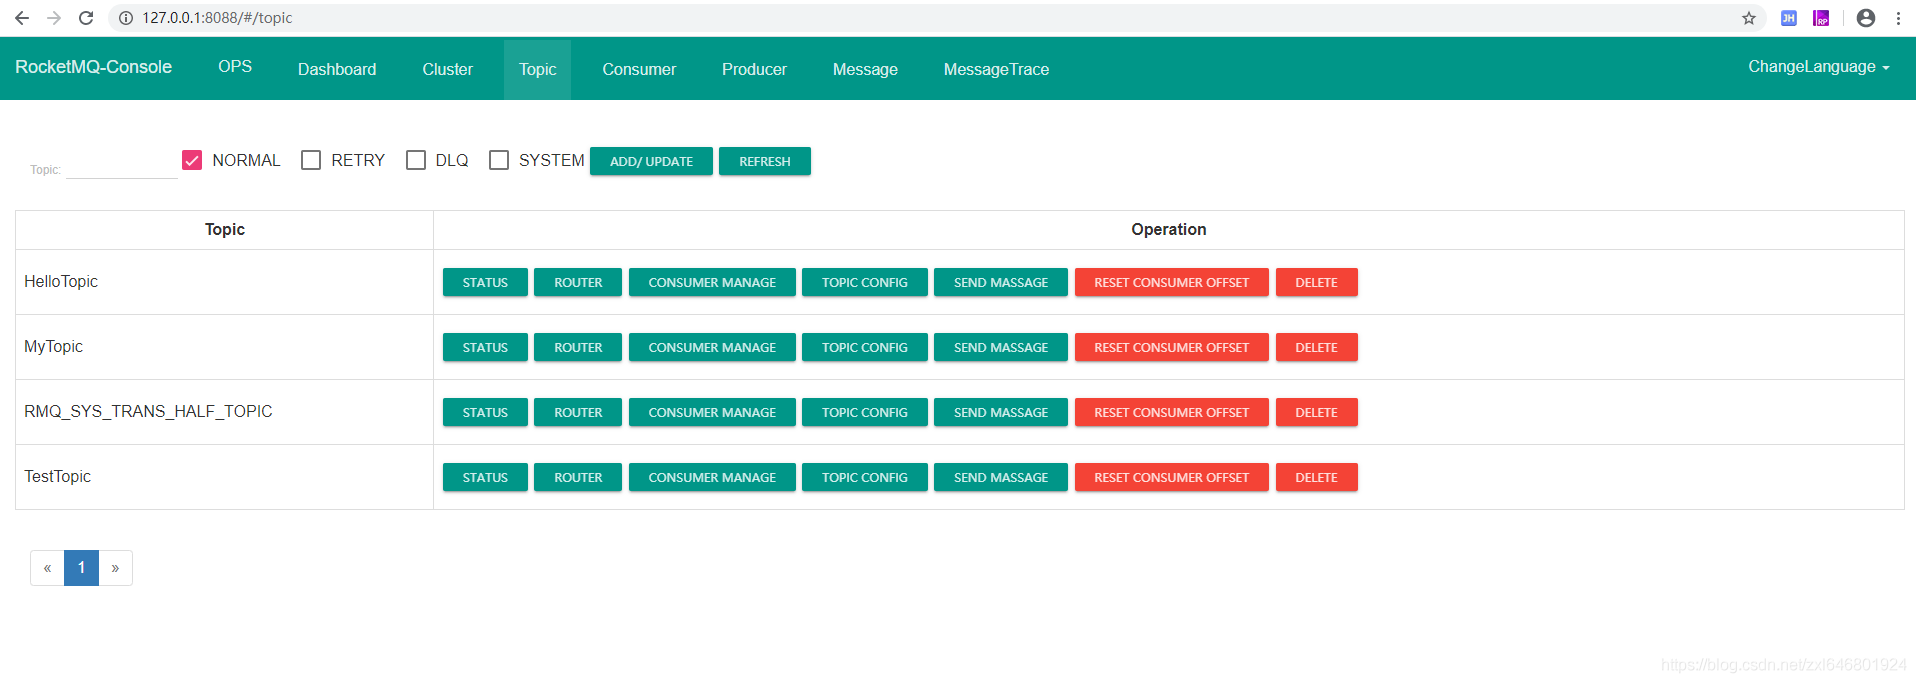 127.0.0.1:8088/#/topic
JH
RP
RocketMQ-Console OPS Dashboard Cluster Topic Consumer Producer Message MessageTrace ChangeLanguage
Topic: NORMAL RETRY DLQ SYSTEM ADD/ UPDATE REFRESH
Topic Operation
HelloTopic STATUS ROUTER CONSUMER MANAGE TOPIC CONFIG SEND MASSAGE RESET CONSUMER OFFSET DELETE
MyTopic STATUS ROUTER CONSUMER MANAGE TOPIC CONFIG SEND MASSAGE RESET CONSUMER OFFSET DELETE
RMQ_SYS_TRANS_HALF_TOPIC STATUS ROUTER CONSUMER MANAGE TOPIC CONFIG SEND MASSAGE RESET CONSUMER OFFSET DELETE
TestTopic STATUS ROUTER CONSUMER MANAGE TOPIC CONFIG SEND MASSAGE RESET CONSUMER OFFSET DELETE
« 1 »
https://blog.csdn.net/zxl646801924